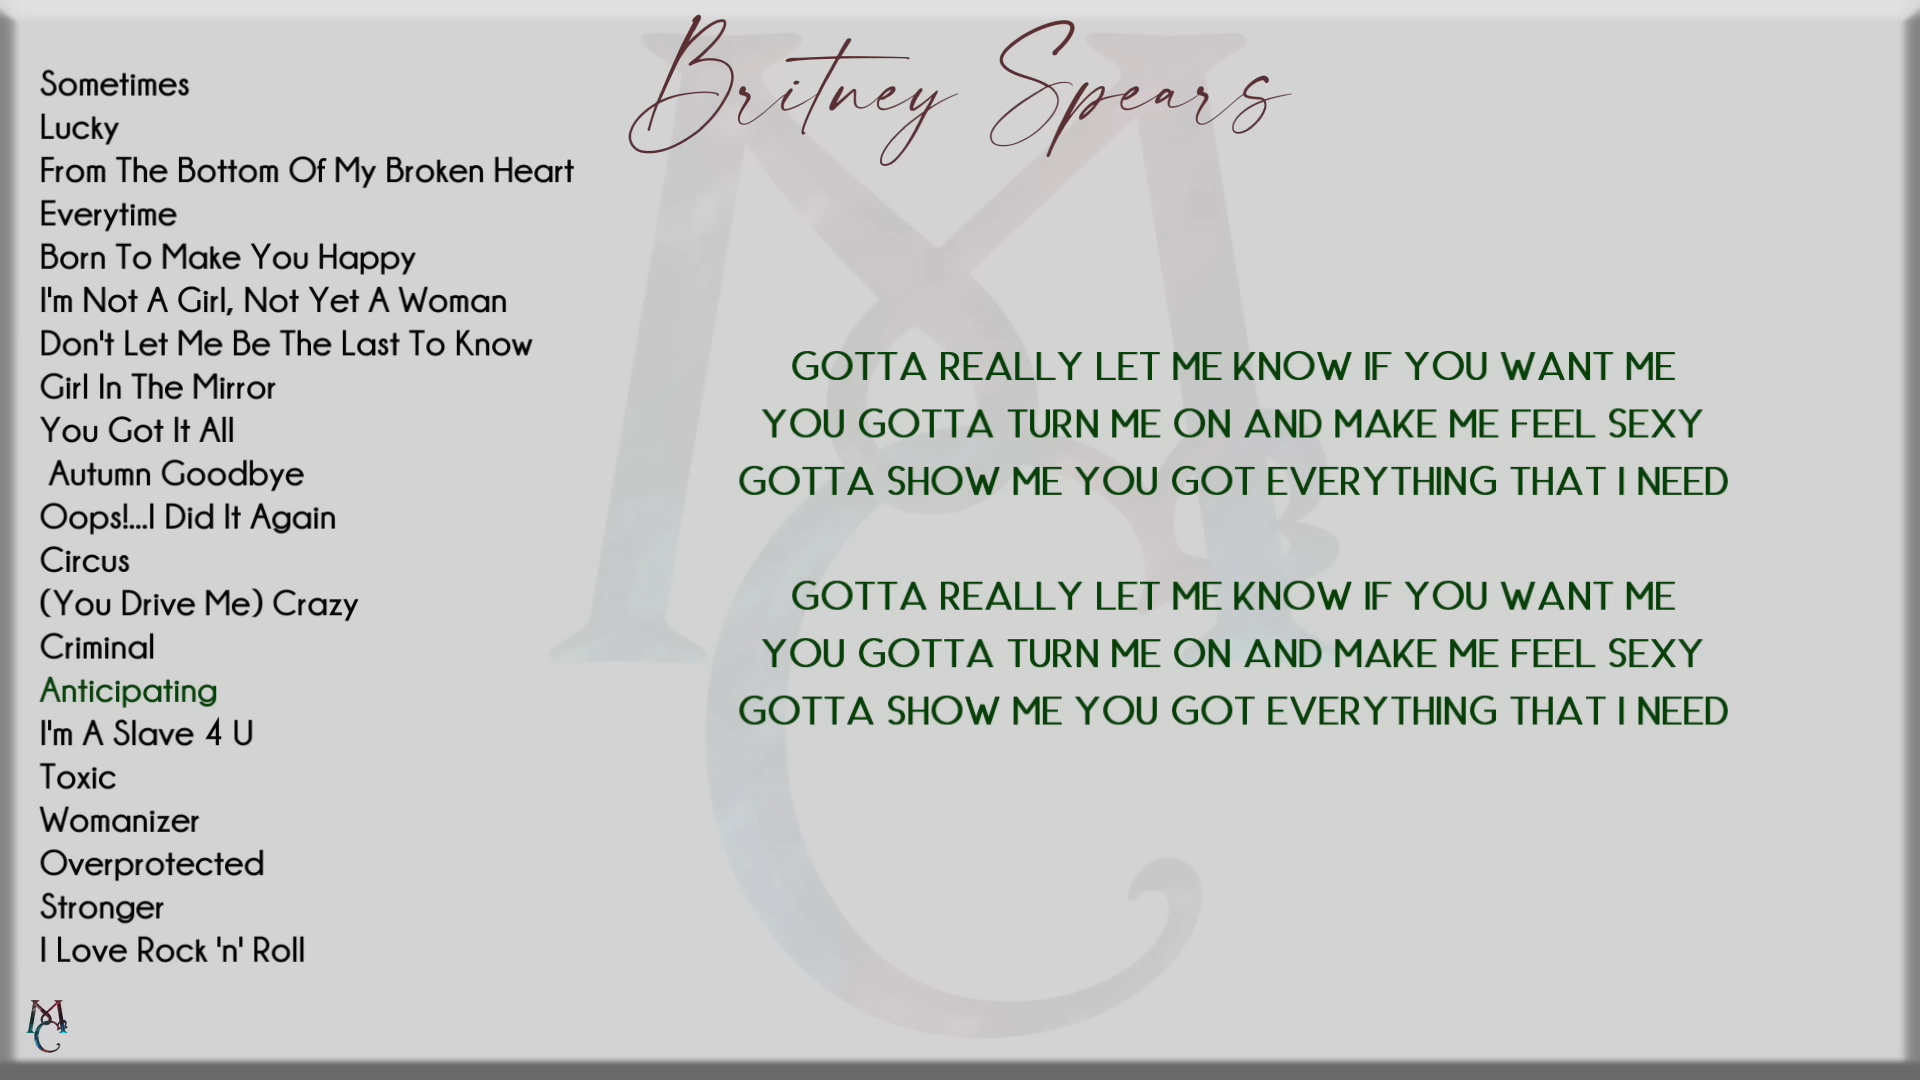 Britney Spears
Sometimes
Lucky
From The Bottom Of My Broken Heart
Everytime
Born To Make You Happy
I'm Not A Girl, Not Yet A Woman
Don't Let Me Be The Last To Know
Girl In The Mirror
You Got It All
Autumn Goodbye
Oops!...I Did It Again
Circus
(You Drive Me) Crazy
Criminal
Anticipating
I'm A Slave 4 U
Toxic
Womanizer
Overprotected
Stronger
I Love Rock 'n' Roll
GOTTA REALLY LET ME KNOW IF YOU WANT ME
YOU GOTTA TURN ME ON AND MAKE ME FEEL SEXY
GOTTA SHOW ME YOU GOT EVERYTHING THAT I NEED
GOTTA REALLY LET ME KNOW IF YOU WANT ME
YOU GOTTA TURN ME ON AND MAKE ME FEEL SEXY
GOTTA SHOW ME YOU GOT EVERYTHING THAT I NEED